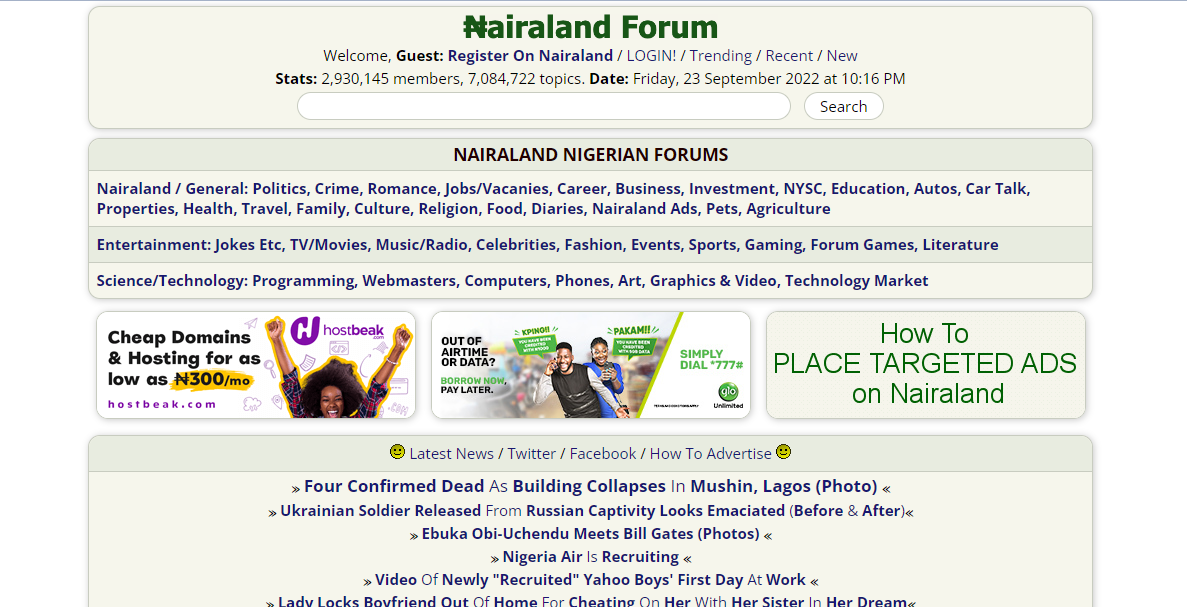 ₦airaland Forum
Welcome, Guest: Register On Nairaland / LOGIN! / Trending / Recent / New
Stats: 2,930,145 members, 7,084,722 topics. Date: Friday, 23 September 2022 at 10:16 PM
Search
NAIRALAND NIGERIAN FORUMS
Nairaland / General: Politics, Crime, Romance, Jobs/Vacanies, Career, Business, Investment, NYSC, Education, Autos, Car Talk,
Properties, Health, Travel, Family, Culture, Religion, Food, Diaries, Nairaland Ads, Pets, Agriculture
Entertainment: Jokes Etc, TV/Movies, Music/Radio, Celebrities, Fashion, Events, Sports, Gaming, Forum Games, Literature
Science/Technology: Programming, Webmasters, Computers, Phones, Art, Graphics & Video, Technology Market
Cheap Domains
& Hosting for as
low as ₦300/mo
hostbeak.com
hostbeak
.com
.COM
OUT OF
AIRTIME
OR DATA?
BORROW NOW,
PAY LATER.
KPINO!!
YOU HAVE BEEN
CREDITED
PAKAM!!
YOU HAVE BEEN
CREDITED
SIMPLY
DIAL *777#
glo
Unlimited
TERMS AND CONDITIONS APPLY
How To
PLACE TARGETED ADS
on Nairaland
Latest News / Twitter / Facebook / How To Advertise
» Four Confirmed Dead As Building Collapses In Mushin, Lagos (Photo) «
» Ukrainian Soldier Released From Russian Captivity Looks Emaciated (Before & After)«
» Ebuka Obi-Uchendu Meets Bill Gates (Photos) «
» Nigeria Air Is Recruiting «
» Video Of Newly "Recruited" Yahoo Boys' First Day At Work «
» Lady Locks Boyfriend Out Of Home For Cheating On Her With Her Sister In Her Dream«